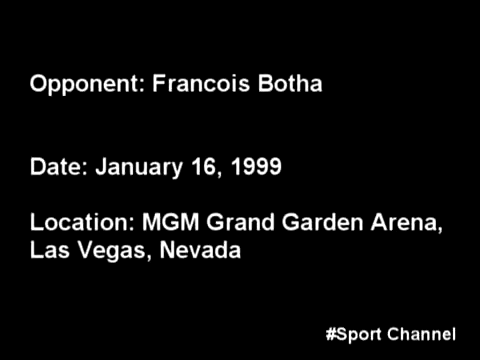 Opponent: Francois Botha
Date: January 16, 1999
Location: MGM Grand Garden Arena,
Las Vegas, Nevada
#Sport Channel